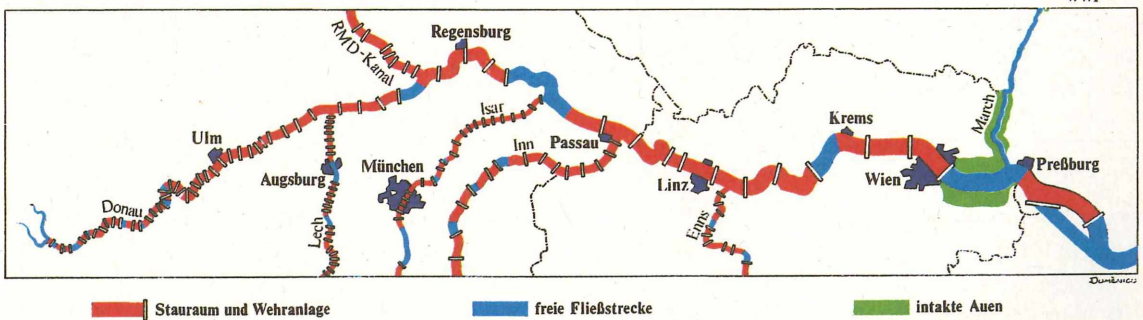 RMD-Kanal
Regensburg
March
Isar
Krems
Ulm
Inn
Passau
Augsburg
München
Linz
Wien
Preßburg
Donau
Lech
Enns
Stauraum und Wehranlage
freie Fließstrecke
intakte Auen